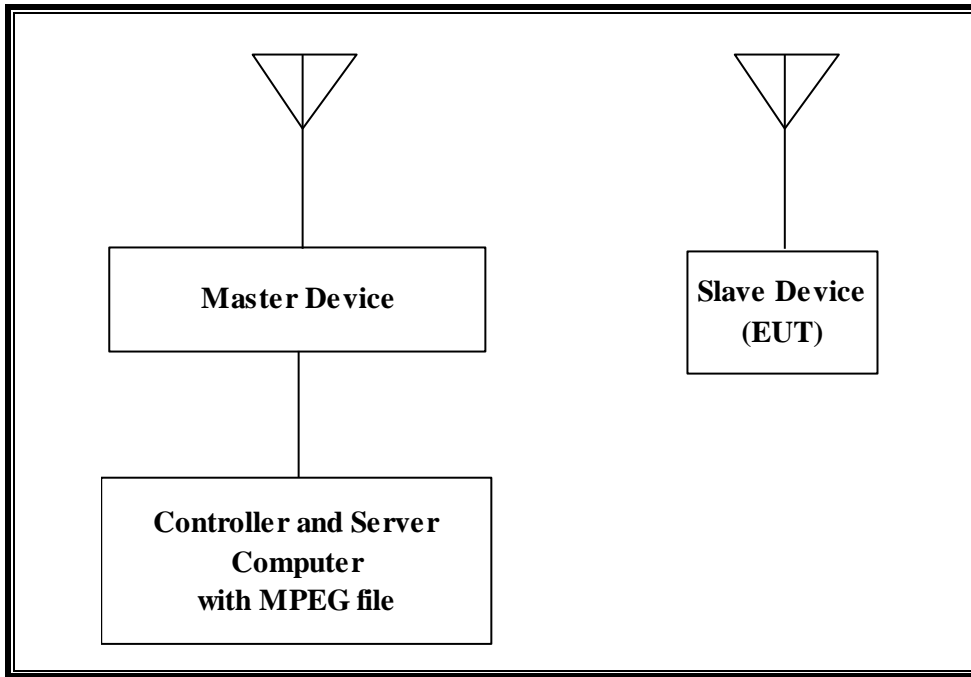 Master Device
Slave Device
(EUT)
Controller and Server
Computer
with MPEG file